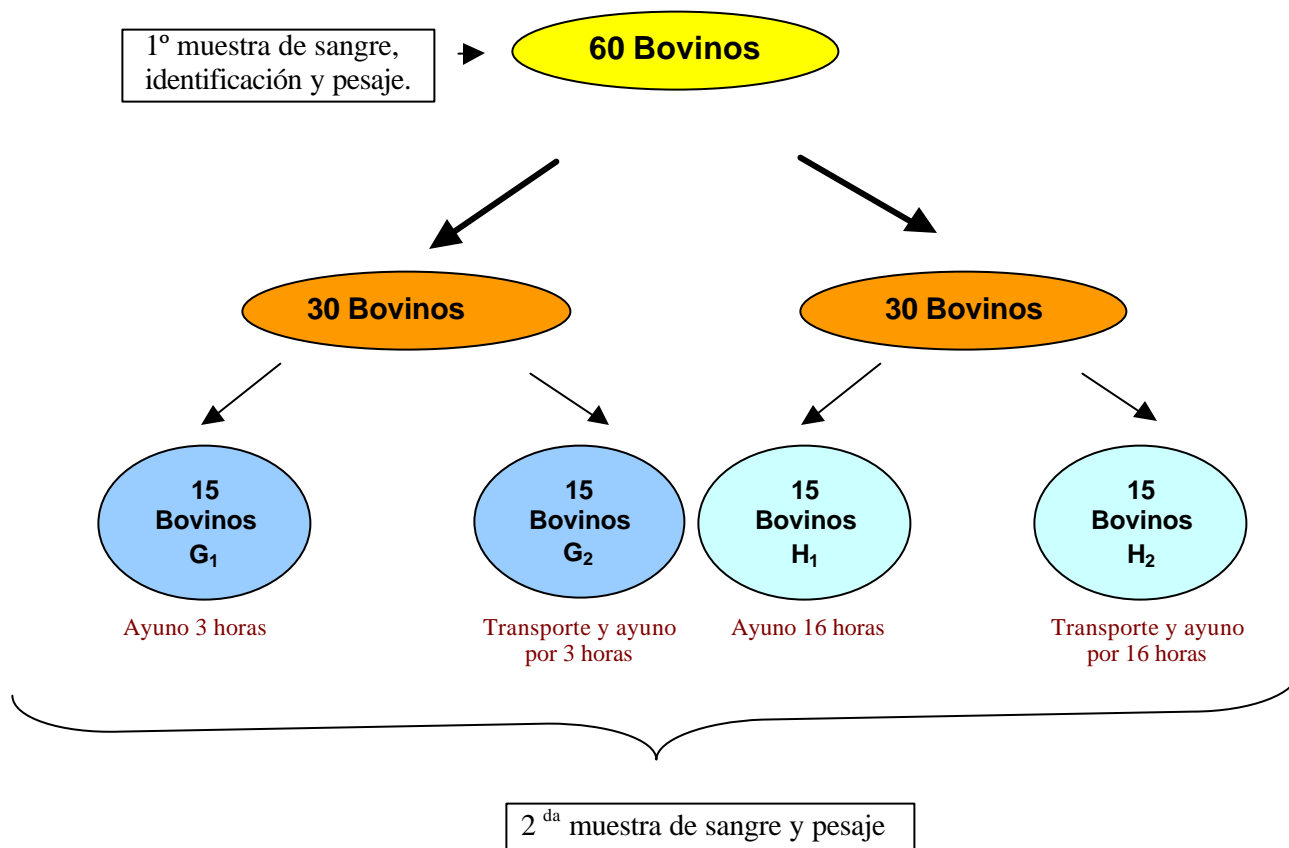 1º muestra de sangre,
identificación y pesaje.
60 Bovinos
30 Bovinos
30 Bovinos
15
Bovinos
G₁
15
Bovinos
G₂
15
Bovinos
H₁
15
Bovinos
H₂
Ayuno 3 horas
Transporte y ayuno
por 3 horas
Ayuno 16 horas
Transporte y ayuno
por 16 horas
2 ᵈᵃ muestra de sangre y pesaje